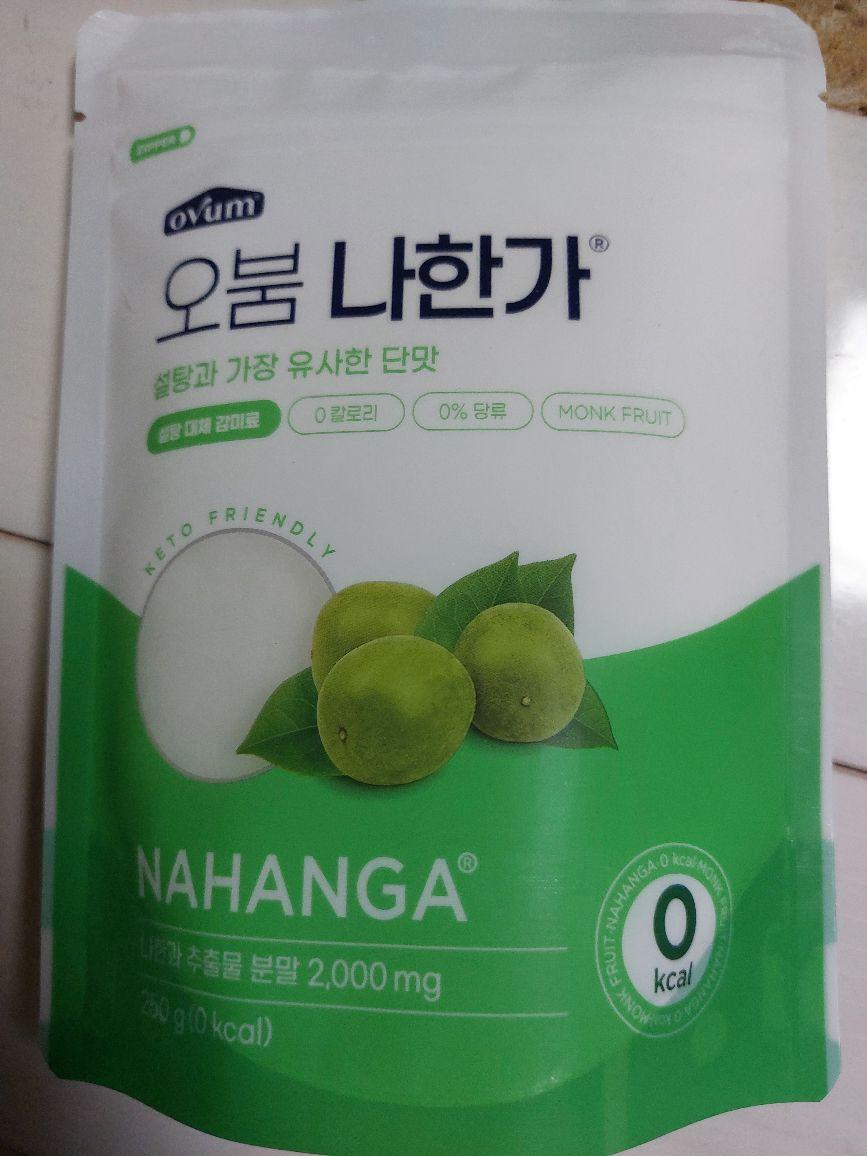 ZIPPER
ovum
오붐 나한가®
설탕과 가장 유사한 단맛
설탕 대체 감미료
0 칼로리
0% 당류
MONK FRUIT
KETO FRIENDLY
NAHANGA®
나한과 추출물 분말 2,000 mg
250 g (0 kcal)
0
kcal
NAHANGA·0 kcal·MONK FRUIT·NAHANGA·0 kcal·MONK FRUIT·